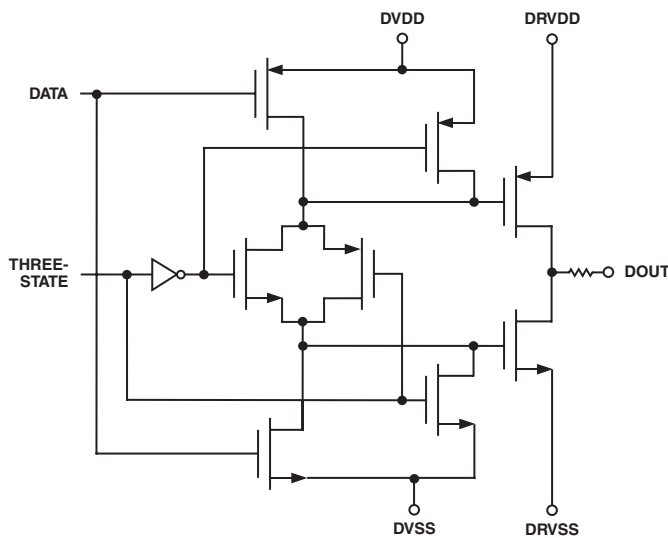 DVDD
DRVDD
DATA
THREE-
STATE
DOUT
DVSS
DRVSS